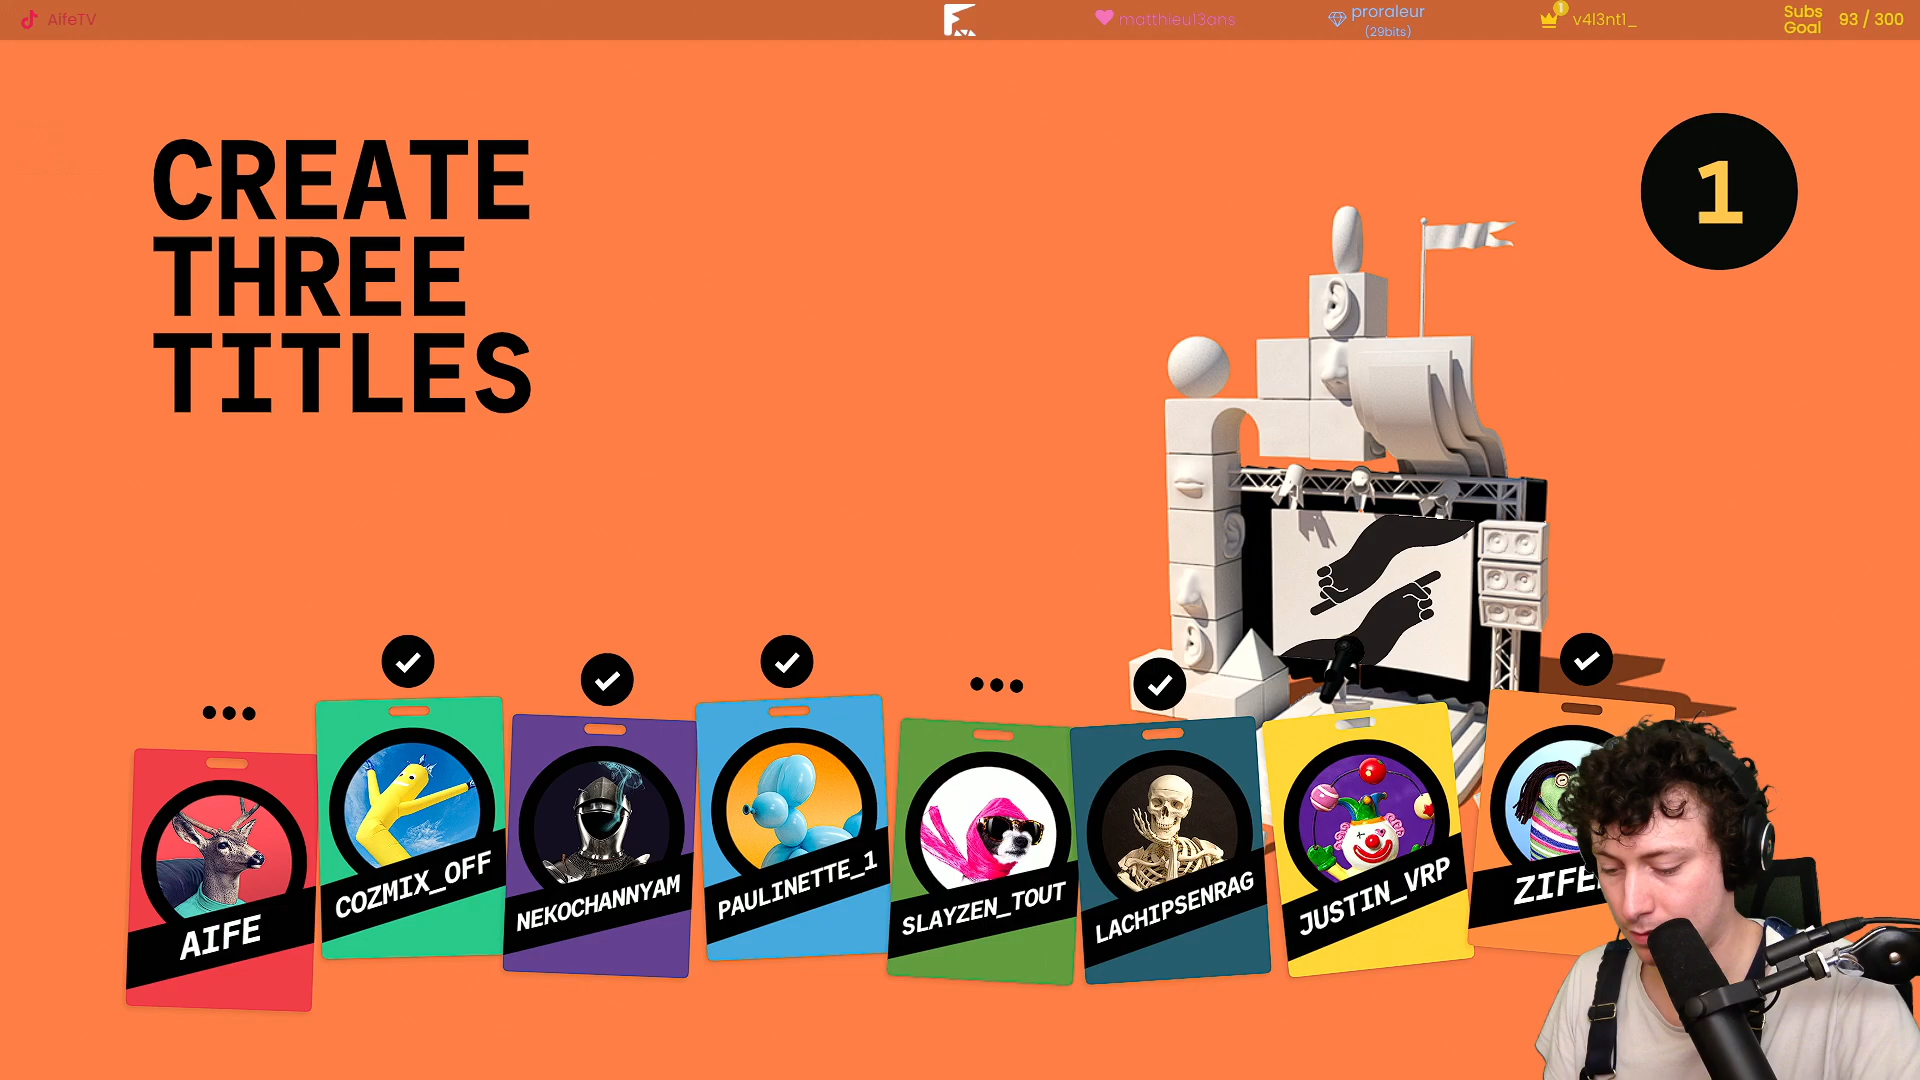 AifeTV
matthieu13ans
proraleur
(29bits)
1
v4l3nt1_
Subs
Goal
93 / 300
CREATE
THREE
TITLES
1
AIFE
COZMIX_OFF
NEKOCHANNYAM
PAULINETTE_1
SLAYZEN_TOUT
LACHIPSENRAG
JUSTIN_VRP